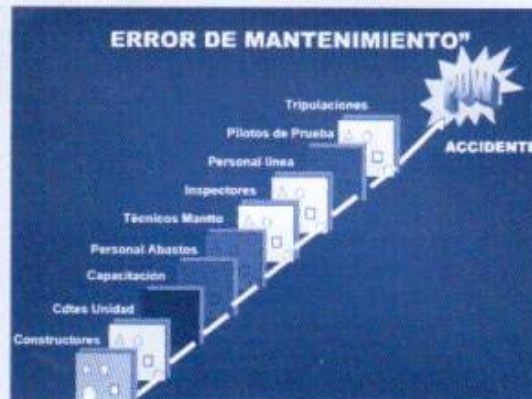 ERROR DE MANTENIMIENTO”
POW!
Tripulaciones
Pilotos de Prueba
ACCIDENTE
Personal línea
Inspectores
Técnicos Mantto
Personal Abastos
Capacitación
Cdtes Unidad
Constructores